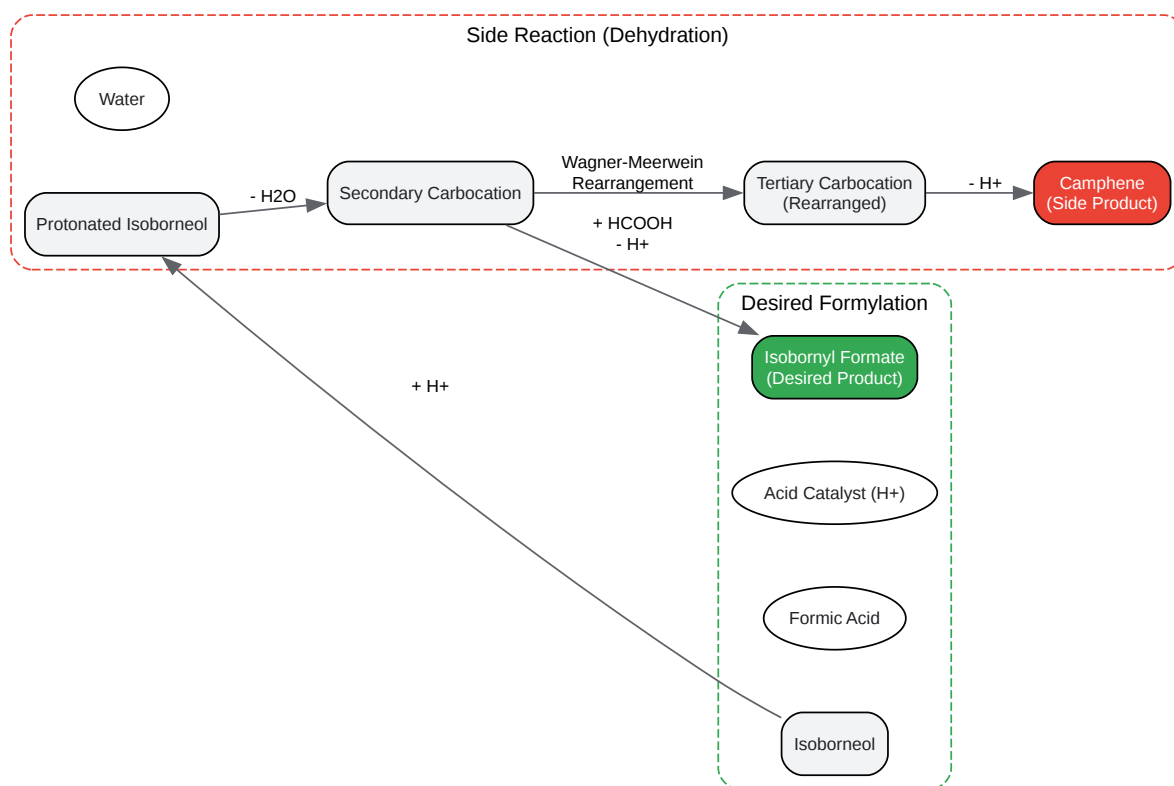 Side Reaction (Dehydration)
Water
Wagner-Meerwein
Rearrangement
- H2O
Secondary Carbocation
Tertiary Carbocation
(Rearranged)
- H+
Camphene
(Side Product)
Protonated Isoborneol
+ HCOOH
- H+
Desired Formylation
Isobornyl Formate
(Desired Product)
+ H+
Acid Catalyst (H+)
Formic Acid
Isoborneol